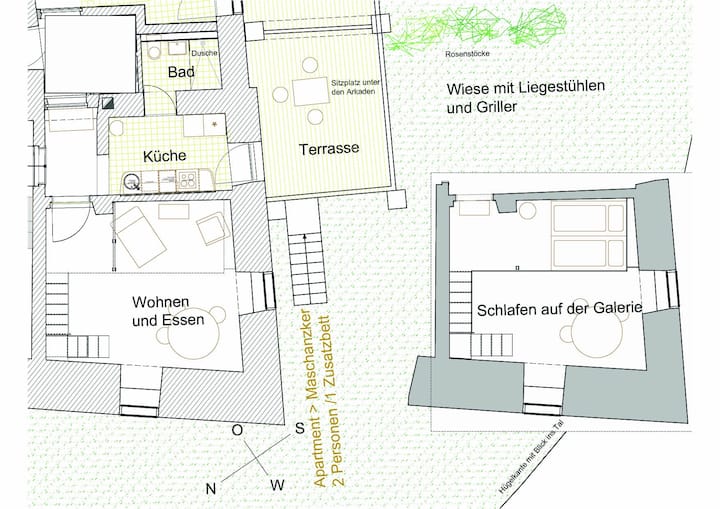 Dusche
Bad
Küche
Sitzplatz unter
den Arkaden
Terrasse
Rosenstöcke
Wiese mit Liegestühlen
und Griller
Wohnen
und Essen
Schlafen auf der Galerie
Apartment > Maschanzker
2 Personen /1 Zusatzbett
Hügelkante mit Blick ins Tal
O
S
N
W